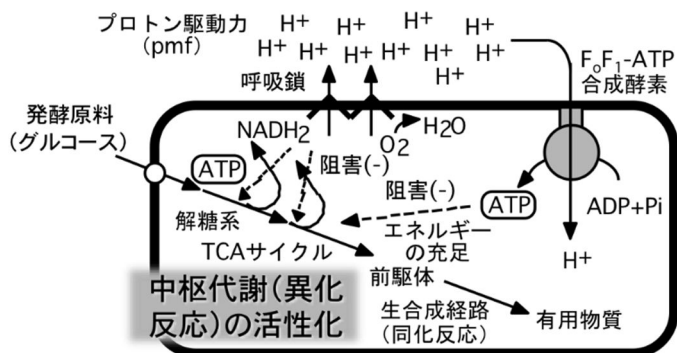 プロトン駆動力
(pmf)
H+ H+ H+ H+
H+ H+ H+ H+ H+
H+
呼吸鎖
FoF1-ATP
合成酵素
発酵原料
(グルコース)
NADH2
O2
H2O
ATP
阻害(-)
阻害(-)
ATP
ADP+Pi
解糖系
TCAサイクル
エネルギー
の充足
H+
前駆体
中枢代謝(異化
反応)の活性化
生合成経路
(同化反応)
有用物質